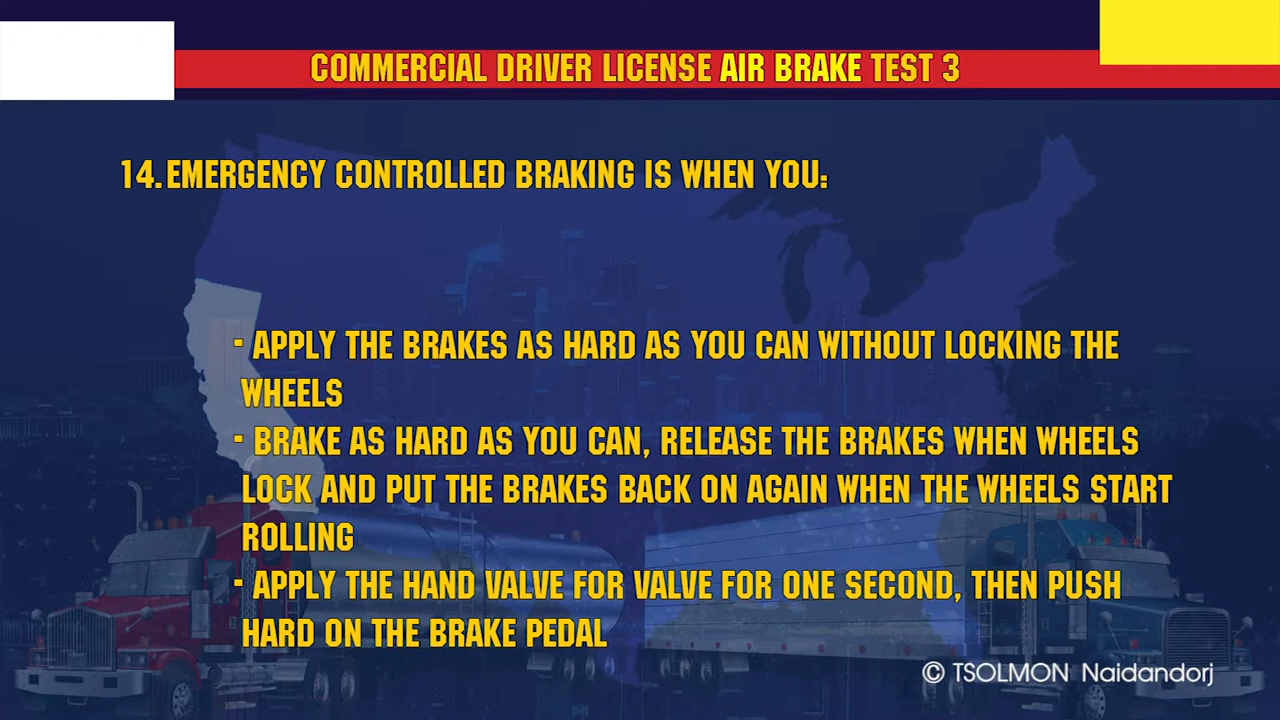 COMMERCIAL DRIVER LICENSE AIR BRAKE TEST 3
14. EMERGENCY CONTROLLED BRAKING IS WHEN YOU:
· APPLY THE BRAKES AS HARD AS YOU CAN WITHOUT LOCKING THE
WHEELS
· BRAKE AS HARD AS YOU CAN, RELEASE THE BRAKES WHEN WHEELS
LOCK AND PUT THE BRAKES BACK ON AGAIN WHEN THE WHEELS START
ROLLING
· APPLY THE HAND VALVE FOR VALVE FOR ONE SECOND, THEN PUSH
HARD ON THE BRAKE PEDAL
© TSOLMON Naidandorj